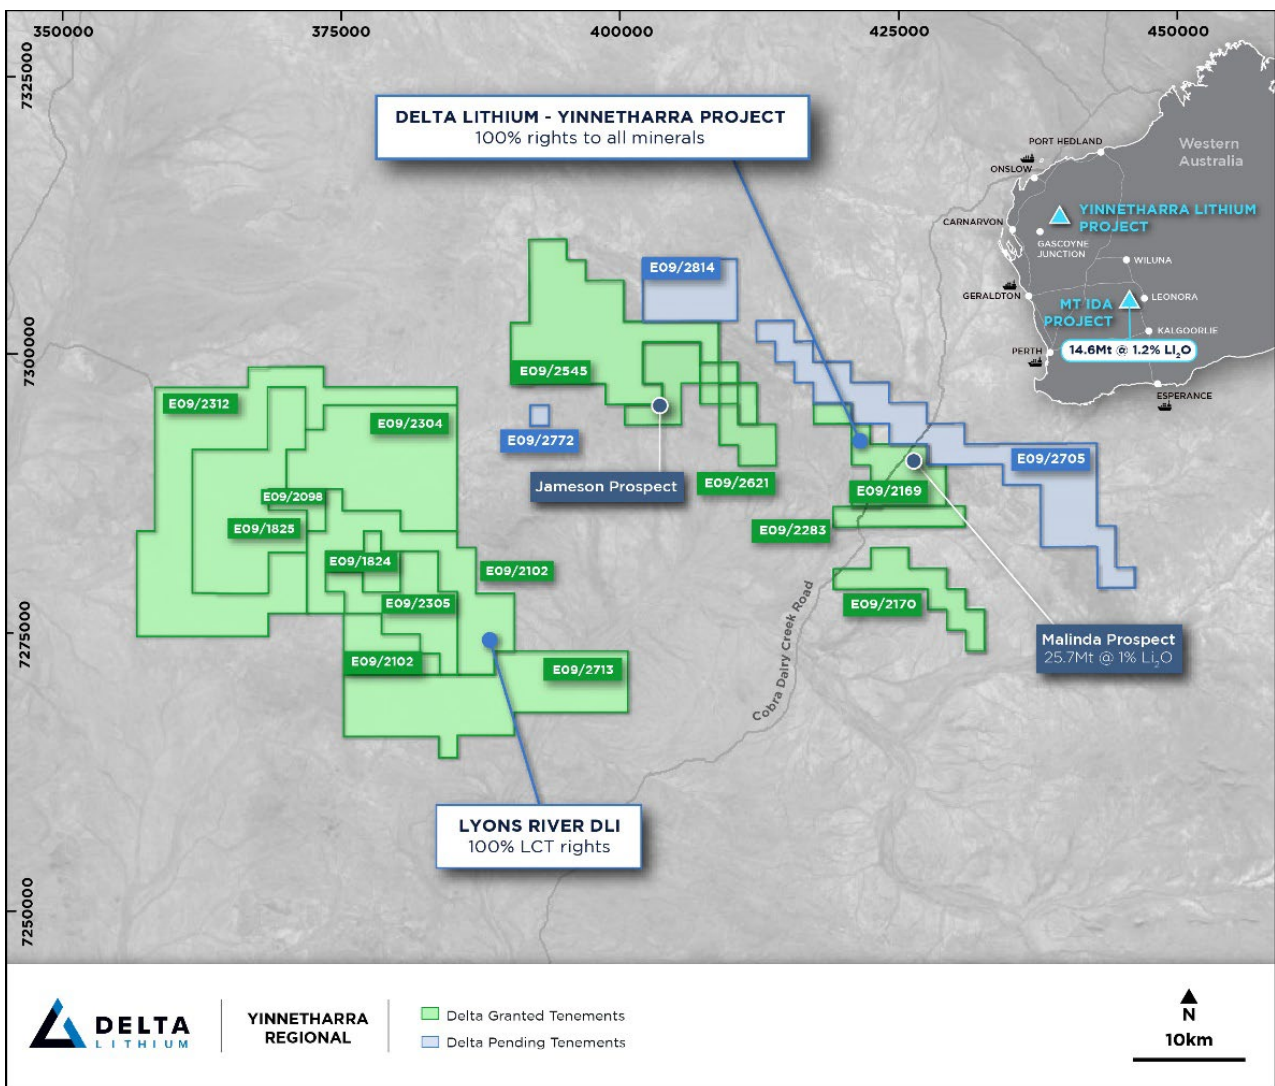 350000
375000
400000
425000
450000
7325000
7300000
7275000
7250000
DELTA LITHIUM - YINNETHARRA PROJECT
100% rights to all minerals
Western
Australia
PORT HEDLAND
ONSLOW
CARNARVON
YINNETHARRA LITHIUM
PROJECT
GASCOYNE
JUNCTION
WILUNA
GERALDTON
MT IDA
PROJECT
LEONORA
KALGOORLIE
PERTH
14.6Mt @ 1.2% LI₂O
ESPERANCE
E09/2814
E09/2545
E09/2312
E09/2304
E09/2772
E09/2705
Jameson Prospect
E09/2621
E09/2169
E09/2098
E09/1825
E09/2283
E09/1824
E09/2102
E09/2305
E09/2170
Cobra Dairy Creek Road
Malinda Prospect
25.7Mt @ 1% Li₂O
E09/2102
E09/2713
LYONS RIVER DLI
100% LCT rights
DELTA
LITHIUM
YINNETHARRA
REGIONAL
Delta Granted Tenements
Delta Pending Tenements
N
10km